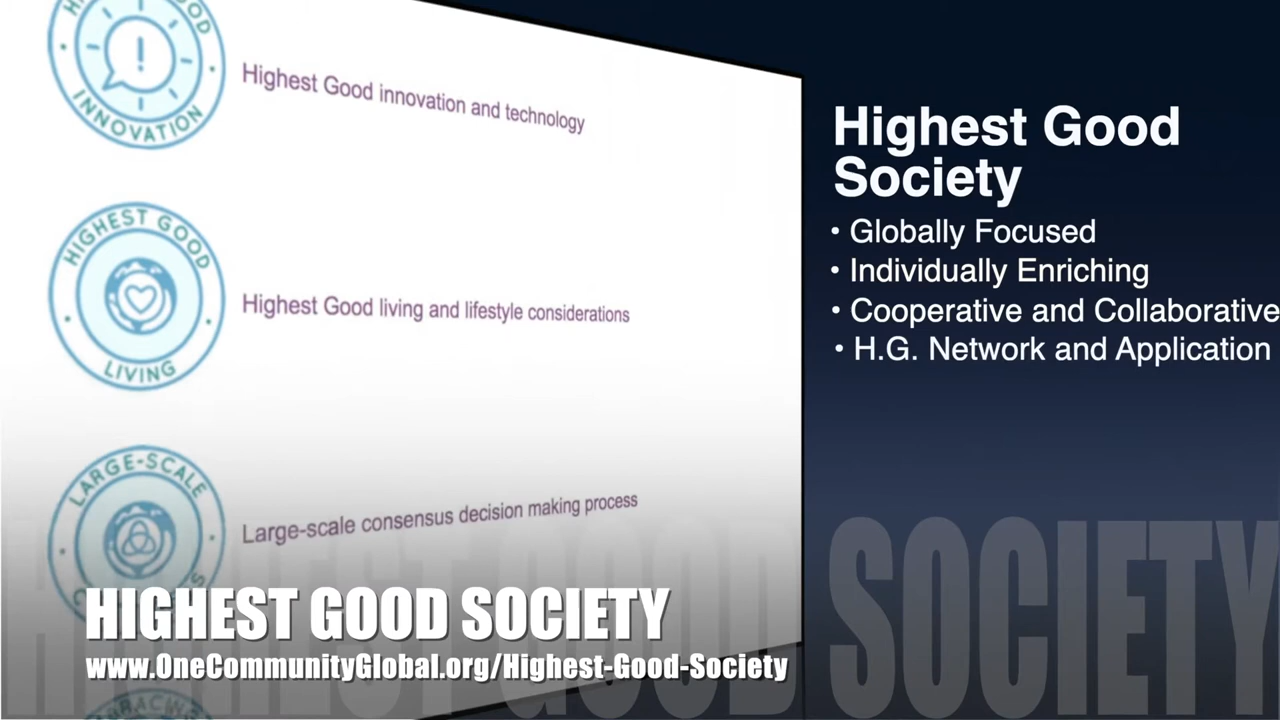 HIGHEST GOOD
INNOVATION
Highest Good innovation and technology
HIGHEST GOOD
LIVING
Highest Good living and lifestyle considerations
LARGE-SCALE
Large-scale consensus decision making process
Highest Good
Society
• Globally Focused
• Individually Enriching
• Cooperative and Collaborative
• H.G. Network and Application
HIGHEST GOOD SOCIETY
HIGHEST GOOD SOCIETY
www.OneCommunityGlobal.org/Highest-Good-Society